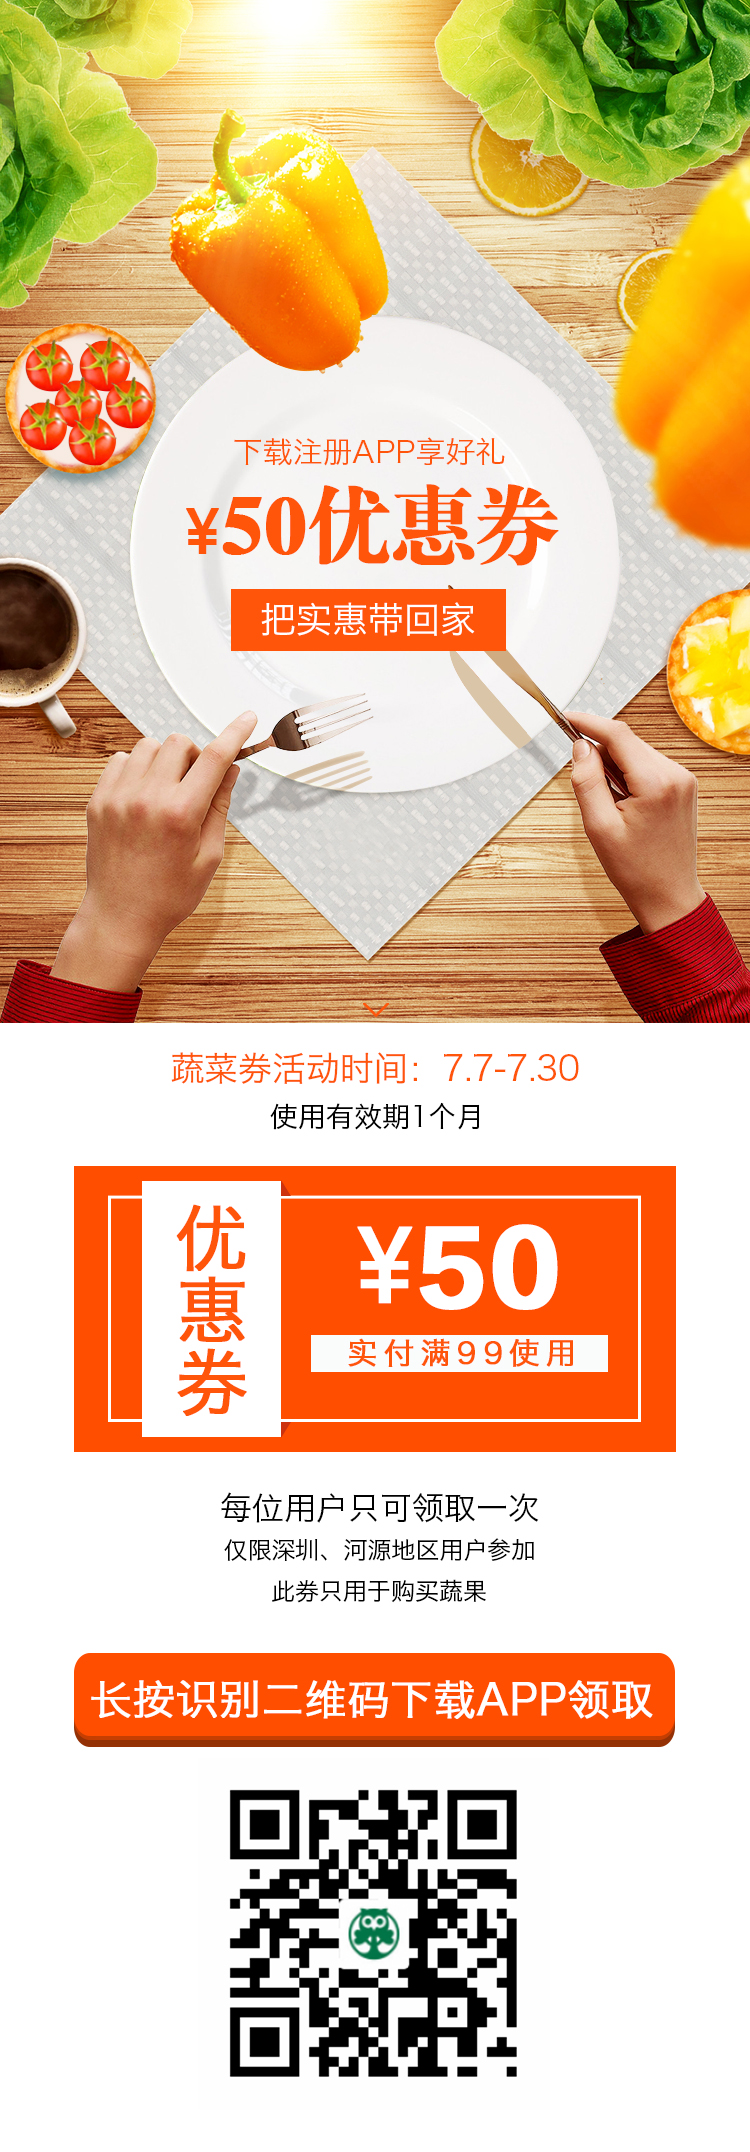 下载注册APP享好礼
¥50优惠券
把实惠带回家
蔬菜券活动时间：7.7-7.30
使用有效期1个月
优惠券
¥50
实付满99使用
每位用户只可领取一次
仅限深圳、河源地区用户参加
此券只用于购买蔬果
长按识别二维码下载APP领取